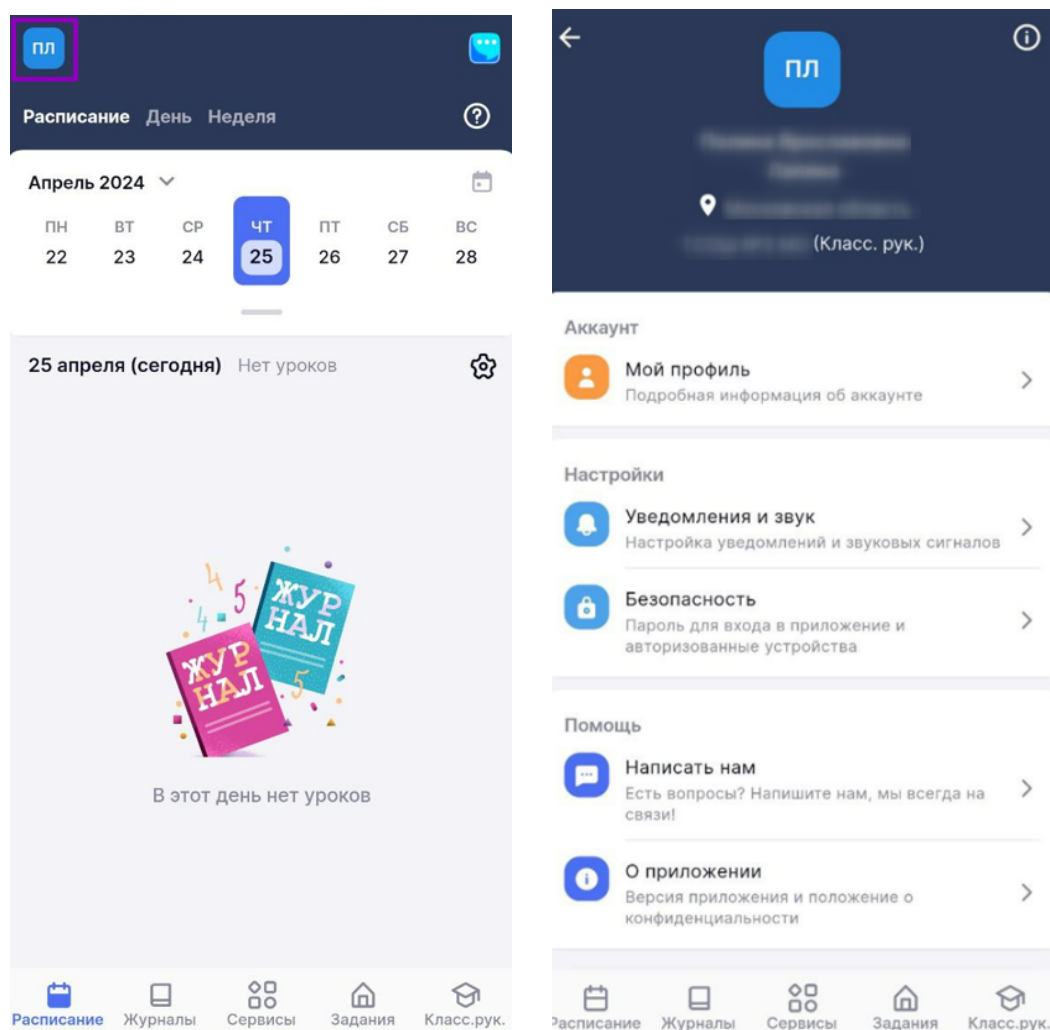 ПЛ
Расписание День Неделя
Апрель 2024
ПН ВТ СР ЧТ ПТ СБ ВС
22 23 24 25 26 27 28
25 апреля (сегодня) Нет уроков
4 5
4
ЖУР
НАЛ
ЖУР
НАЛ
5
В этот день нет уроков
Расписание Журналы Сервисы Задания Класс.рук.
ПЛ
(Класс. рук.)
Аккаунт
Мой профиль
Подробная информация об аккаунте
Настройки
Уведомления и звук
Настройка уведомлений и звуковых сигналов
Безопасность
Пароль для входа в приложение и
авторизованные устройства
Помощь
Написать нам
Есть вопросы? Напишите нам, мы всегда на
связи!
О приложении
Версия приложения и положение о
конфиденциальности
Расписание Журналы Сервисы Задания Класс.рук.